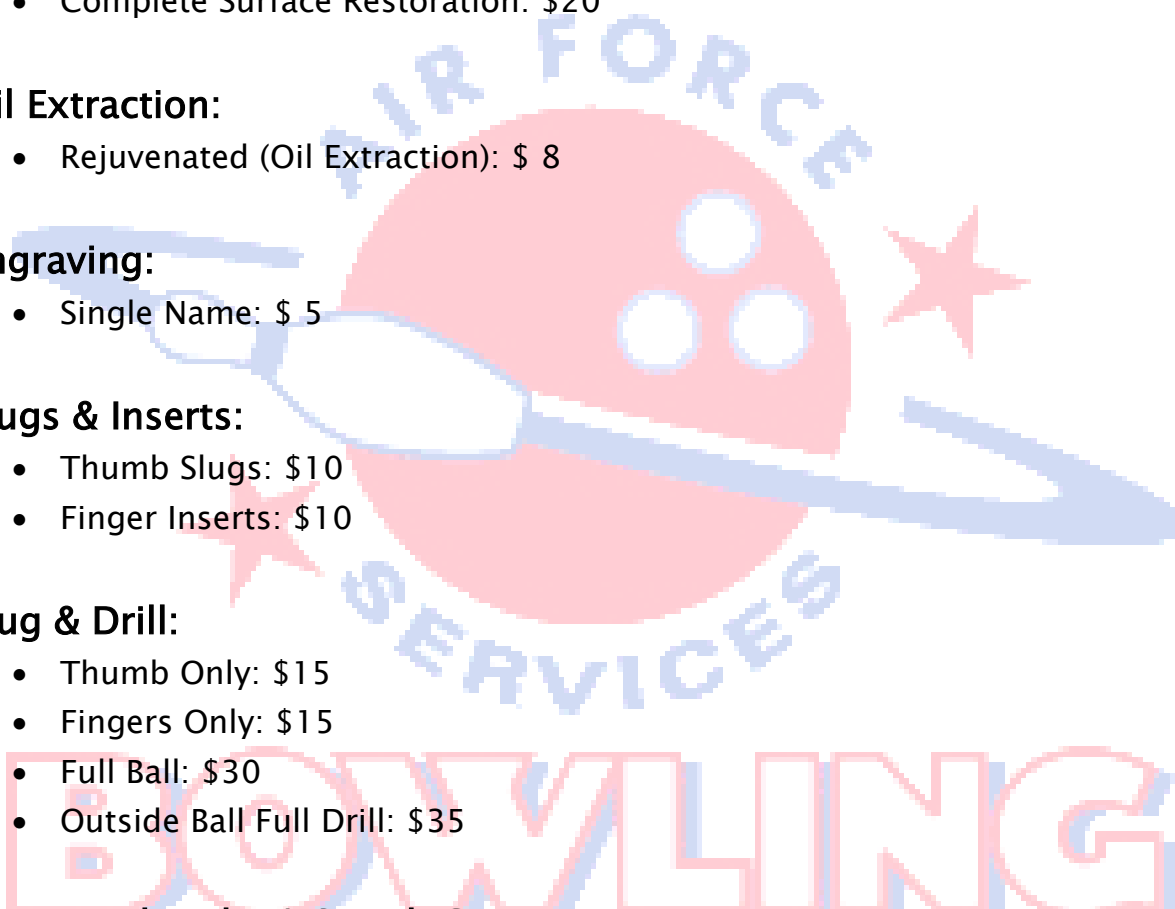 Complete Surface Restoration: $20
il Extraction:
• Rejuvenated (Oil Extraction): $ 8
ngraving:
• Single Name: $ 5
ugs & Inserts:
• Thumb Slugs: $10
• Finger Inserts: $10
ug & Drill:
• Thumb Only: $15
• Fingers Only: $15
• Full Ball: $30
• Outside Ball Full Drill: $35
AIR FORCE
SERVICES
BOWLING